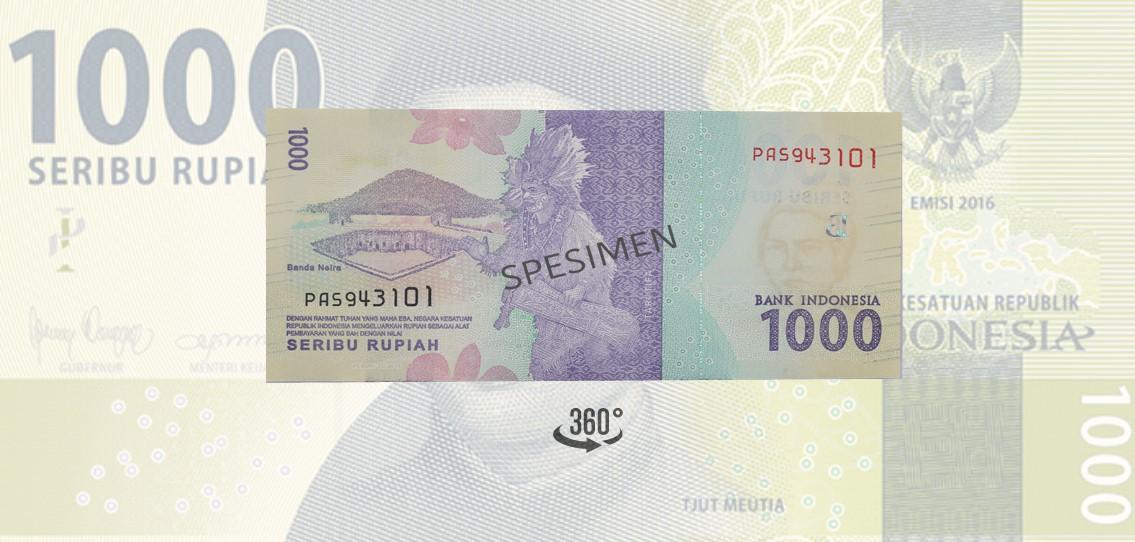 1000
SERIBU RUPIA
1000
PAS943101
EMISI 2016
SPESIMEN
Banda Neira
PAS943101
DENGAN RAHMAT TUHAN YANG MAHA ESA, NEGARA KESATUAN
REPUBLIK INDONESIA MENGELUARKAN RUPIAH SEBAGAI ALAT
PEMBAYARAN YANG SAH DENGAN NILAI
SERIBU RUPIAH
BANK INDONESIA
1000
KESATUAN REPUBLIK
DONESIA
GUBERNUR
MENTERI KEUA
360°
1000
TJUT MEUTIA